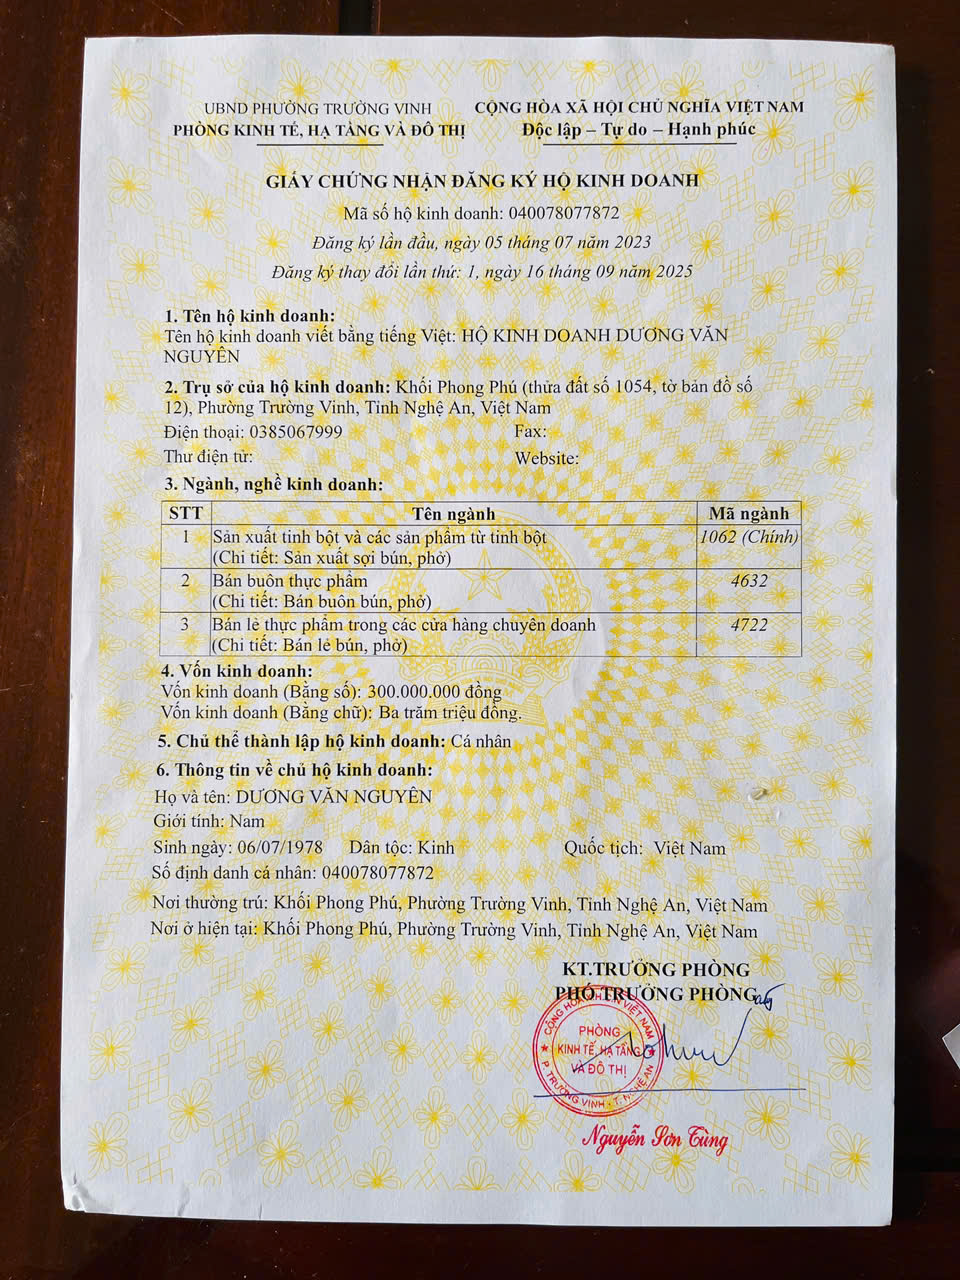 UBND PHƯỜNG TRƯỜNG VINH
PHÒNG KINH TẾ, HẠ TẦNG VÀ ĐÔ THỊ
CỘNG HÒA XÃ HỘI CHỦ NGHĨA VIỆT NAM
Độc lập – Tự do – Hạnh phúc
GIẤY CHỨNG NHẬN ĐĂNG KÝ HỘ KINH DOANH
Mã số hộ kinh doanh: 040078077872
Đăng ký lần đầu, ngày 05 tháng 07 năm 2023
Đăng ký thay đổi lần thứ: 1, ngày 16 tháng 09 năm 2025
1. Tên hộ kinh doanh:
Tên hộ kinh doanh viết bằng tiếng Việt: HỘ KINH DOANH DƯƠNG VĂN
NGUYÊN
2. Trụ sở của hộ kinh doanh: Khối Phong Phú (thửa đất số 1054, tờ bản đồ số
12), Phường Trường Vinh, Tỉnh Nghệ An, Việt Nam
Điện thoại: 0385067999 Fax:
Thư điện tử: Website:
3. Ngành, nghề kinh doanh:
STT Tên ngành Mã ngành
1 Sản xuất tinh bột và các sản phẩm từ tinh bột 1062 (Chính)
(Chi tiết: Sản xuất sợi bún, phở)
2 Bán buôn thực phẩm 4632
(Chi tiết: Bán buôn bún, phở)
3 Bán lẻ thực phẩm trong các cửa hàng chuyên doanh 4722
(Chi tiết: Bán lẻ bún, phở)
4. Vốn kinh doanh:
Vốn kinh doanh (Bằng số): 300.000.000 đồng
Vốn kinh doanh (Bằng chữ): Ba trăm triệu đồng.
5. Chủ thể thành lập hộ kinh doanh: Cá nhân
6. Thông tin về chủ hộ kinh doanh:
Họ và tên: DƯƠNG VĂN NGUYÊN
Giới tính: Nam
Sinh ngày: 06/07/1978 Dân tộc: Kinh Quốc tịch: Việt Nam
Số định danh cá nhân: 040078077872
Nơi thường trú: Khối Phong Phú, Phường Trường Vinh, Tỉnh Nghệ An, Việt Nam
Nơi ở hiện tại: Khối Phong Phú, Phường Trường Vinh, Tỉnh Nghệ An, Việt Nam
KT.TRƯỞNG PHÒNG
PHÓ TRƯỞNG PHÒNG
PHÒNG
KINH TẾ, HẠ TẦNG
VÀ ĐÔ THỊ
P. TRƯỜNG VINH - T. NGHỆ AN
Nguyễn Sơn Tùng